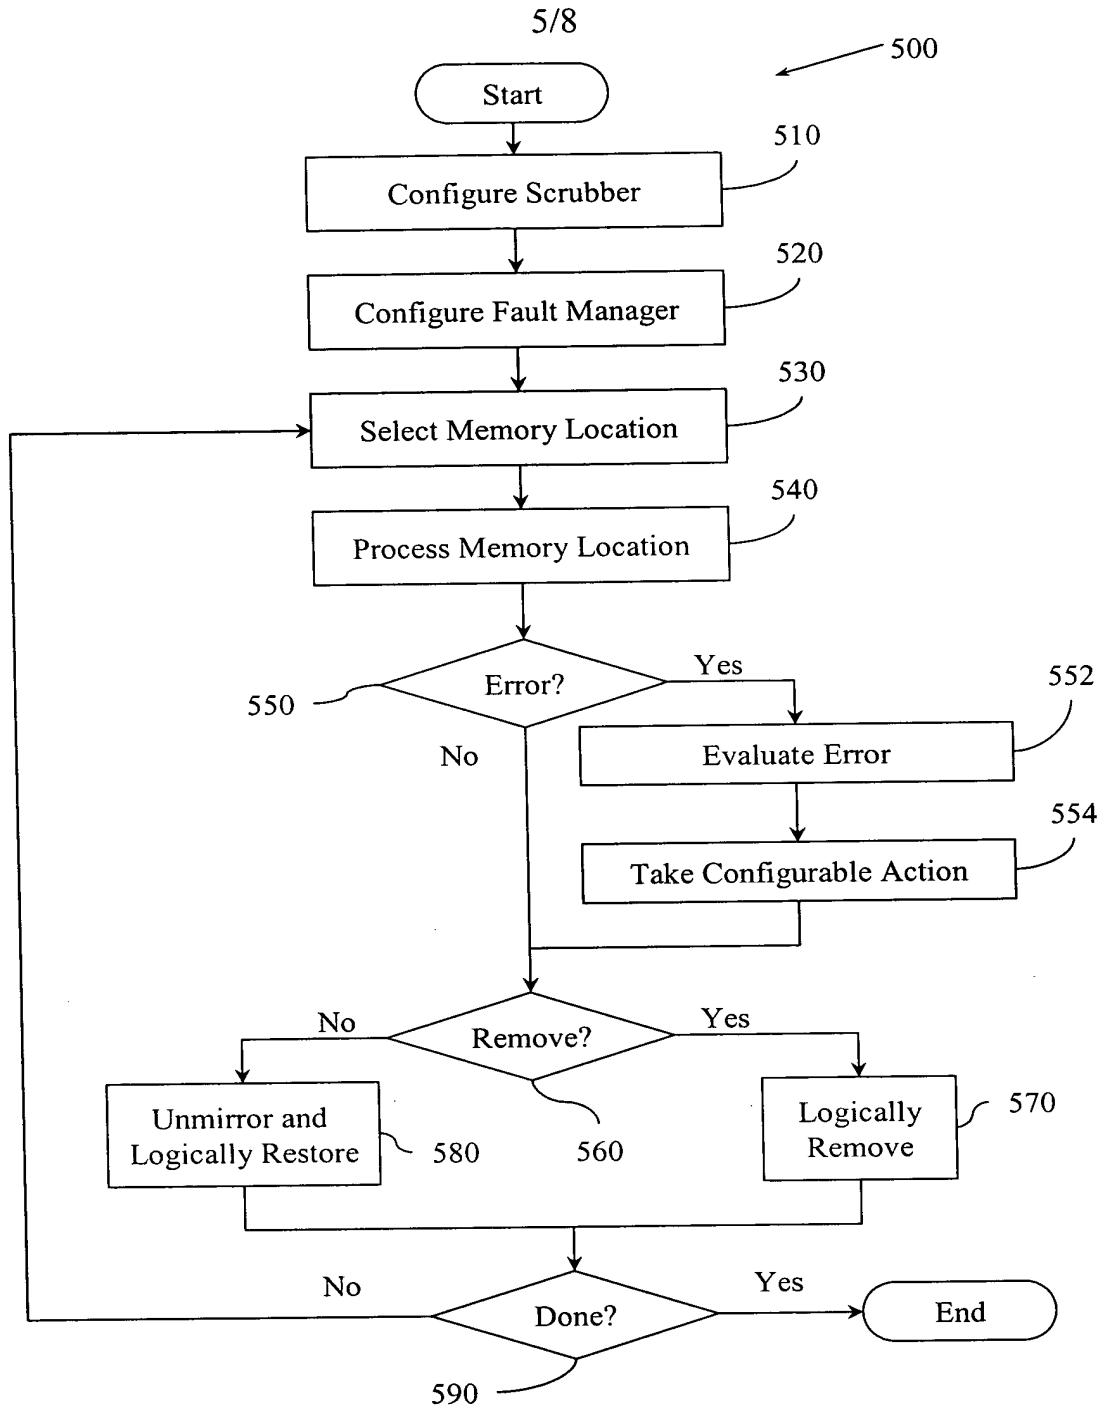 5/8
500
Start
510
Configure Scrubber
520
Configure Fault Manager
530
Select Memory Location
540
Process Memory Location
Error?
Yes
550
552
No
Evaluate Error
554
Take Configurable Action
No
Remove?
Yes
Unmirror and
Logically Restore
580
560
Logically
Remove
570
No
Done?
Yes
End
590